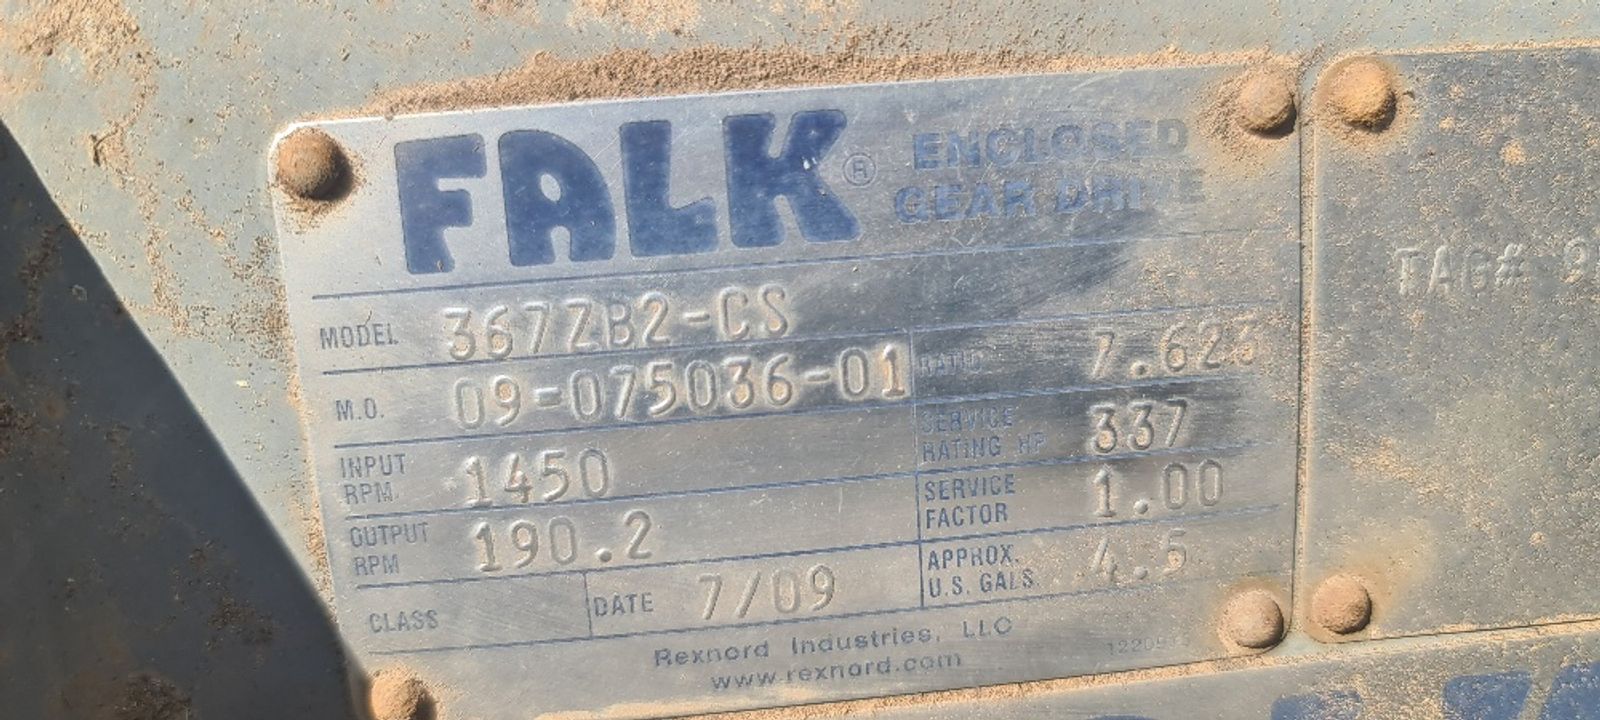 FALK® ENCLOSED
GEAR DRIVE
MODEL 367ZB2-CS
M.O. 09-075036-01
RATIO 7.623
INPUT RPM 1450
SERVICE RATING HP 337
OUTPUT RPM 190.2
SERVICE FACTOR 1.00
CLASS
DATE 7/09
APPROX. U.S. GALS. 4.5
Rexnord Industries, LLC
www.rexnord.com
TAG#